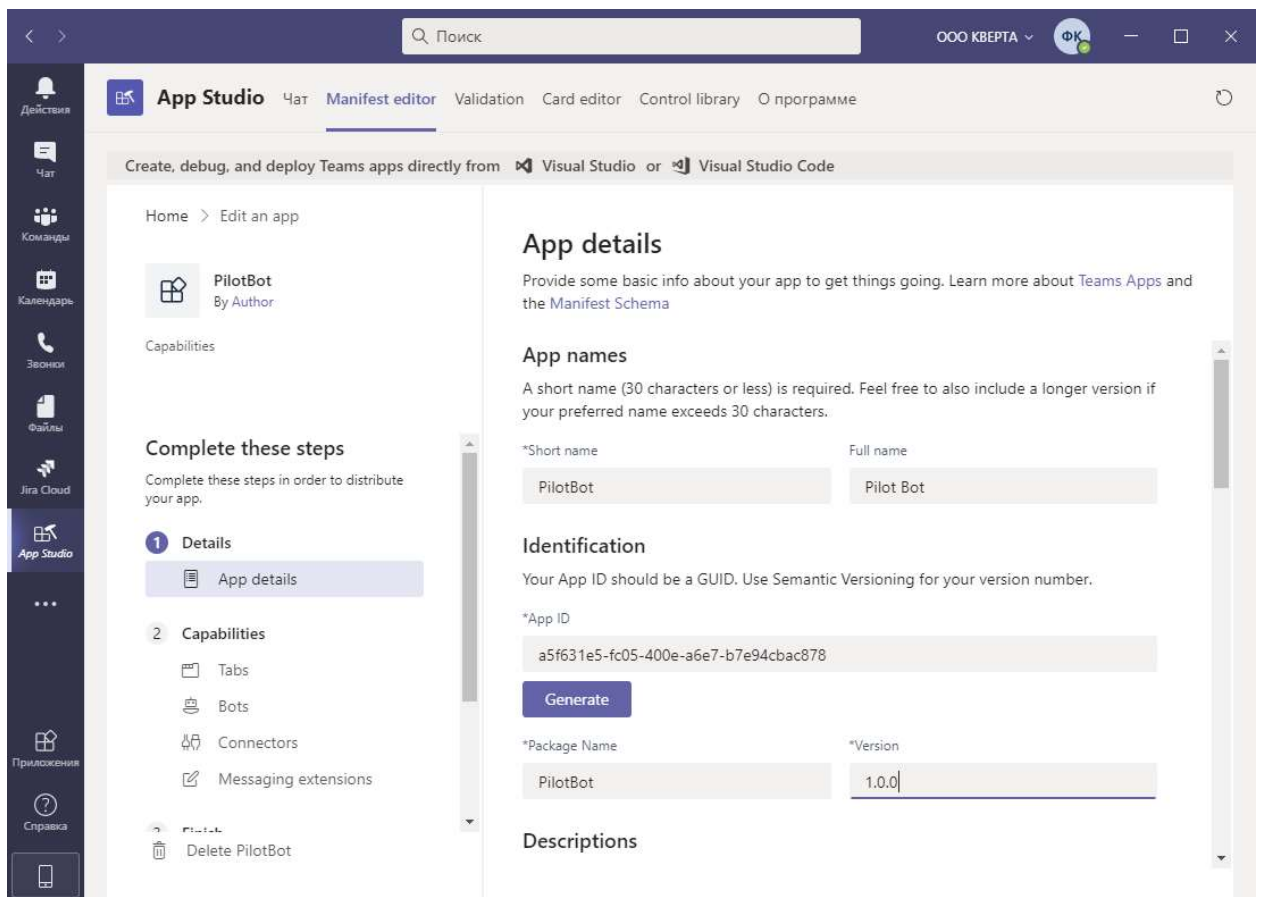 Поиск
ООО КВЕРТА
ФК
Действия
Чат
Команды
Календарь
Звонки
Файлы
Jira Cloud
App Studio
Приложения
Справка
App Studio Чат Manifest editor Validation Card editor Control library О программе
Create, debug, and deploy Teams apps directly from Visual Studio or Visual Studio Code
Home > Edit an app
PilotBot
By Author
Capabilities
Complete these steps
Complete these steps in order to distribute
your app.
1 Details
App details
2 Capabilities
Tabs
Bots
Connectors
Messaging extensions
3 Finish
Delete PilotBot
App details
Provide some basic info about your app to get things going. Learn more about Teams Apps and
the Manifest Schema
App names
A short name (30 characters or less) is required. Feel free to also include a longer version if
your preferred name exceeds 30 characters.
*Short name Full name
PilotBot Pilot Bot
Identification
Your App ID should be a GUID. Use Semantic Versioning for your version number.
*App ID
a5f631e5-fc05-400e-a6e7-b7e94cbac878
Generate
*Package Name *Version
PilotBot 1.0.0
Descriptions